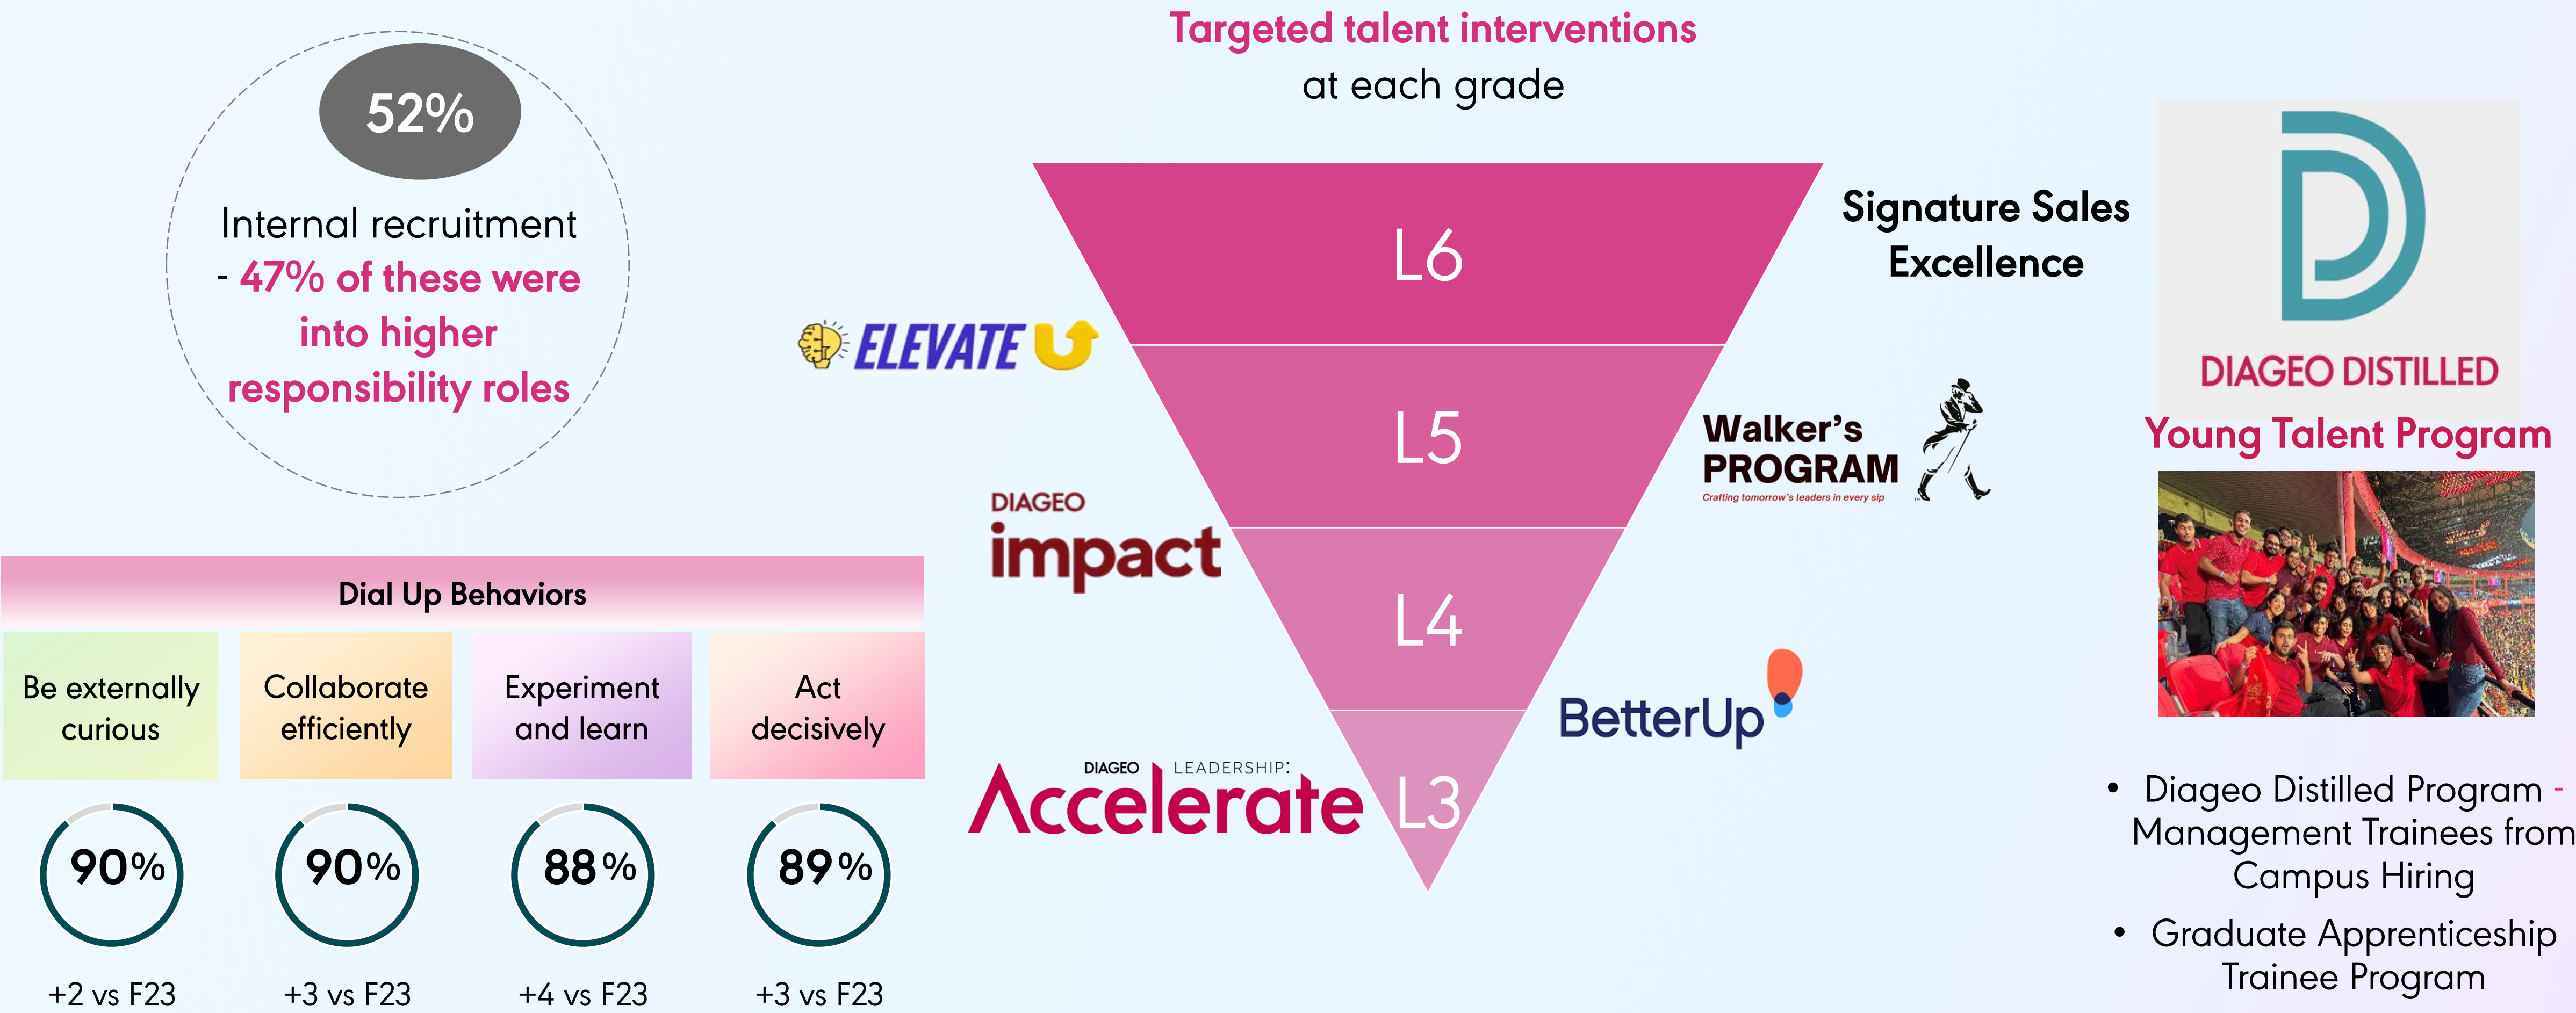 52%
Internal recruitment
- 47% of these were
into higher
responsibility roles
Dial Up Behaviors
Be externally
curious
Collaborate
efficiently
Experiment
and learn
Act
decisively
90%
90%
88%
89%
+2 vs F23
+3 vs F23
+4 vs F23
+3 vs F23
Targeted talent interventions
at each grade
L6
L5
L4
L3
ELEVATE
DIAGEO
impact
DIAGEO LEADERSHIP:
Accelerate
Signature Sales
Excellence
Walker's
PROGRAM
Crafting tomorrow's leaders in every sip
BetterUp
DIAGEO DISTILLED
Young Talent Program
• Diageo Distilled Program -
Management Trainees from
Campus Hiring
• Graduate Apprenticeship
Trainee Program